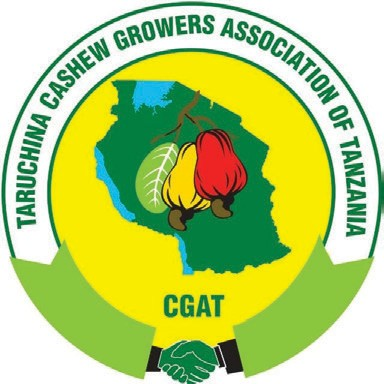 TARUCHINA CASHEW GROWERS ASSOCIATION OF TANZANIA
CGAT